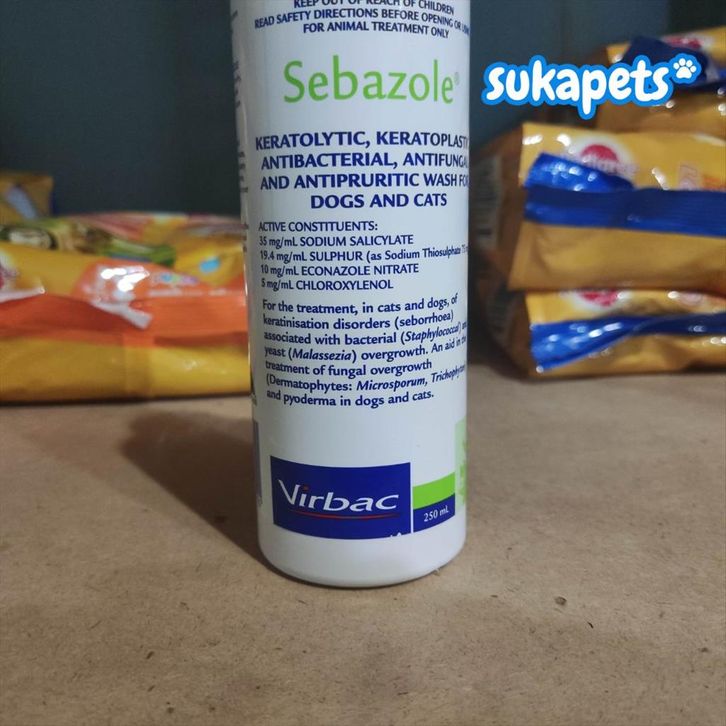 KEEP OUT OF REACH OF CHILDREN
READ SAFETY DIRECTIONS BEFORE OPENING OR
FOR ANIMAL TREATMENT ONLY
Sebazole®
sukapets
KERATOLYTIC, KERATOPLASTIC
ANTIBACTERIAL, ANTIFUNGAL
AND ANTIPRURITIC WASH FOR
DOGS AND CATS
ACTIVE CONSTITUENTS:
35 mg/mL SODIUM SALICYLATE
19.4 mg/mL SULPHUR (as Sodium Thiosulphate
10 mg/mL ECONAZOLE NITRATE
5 mg/mL CHLOROXYLENOL
For the treatment, in cats and dogs, of
keratinisation disorders (seborrhoea)
associated with bacterial (Staphylococcal) and
yeast (Malassezia) overgrowth. An aid in the
treatment of fungal overgrowth
(Dermatophytes: Microsporum, Trichophyton)
and pyoderma in dogs and cats.
Virbac
250 mL